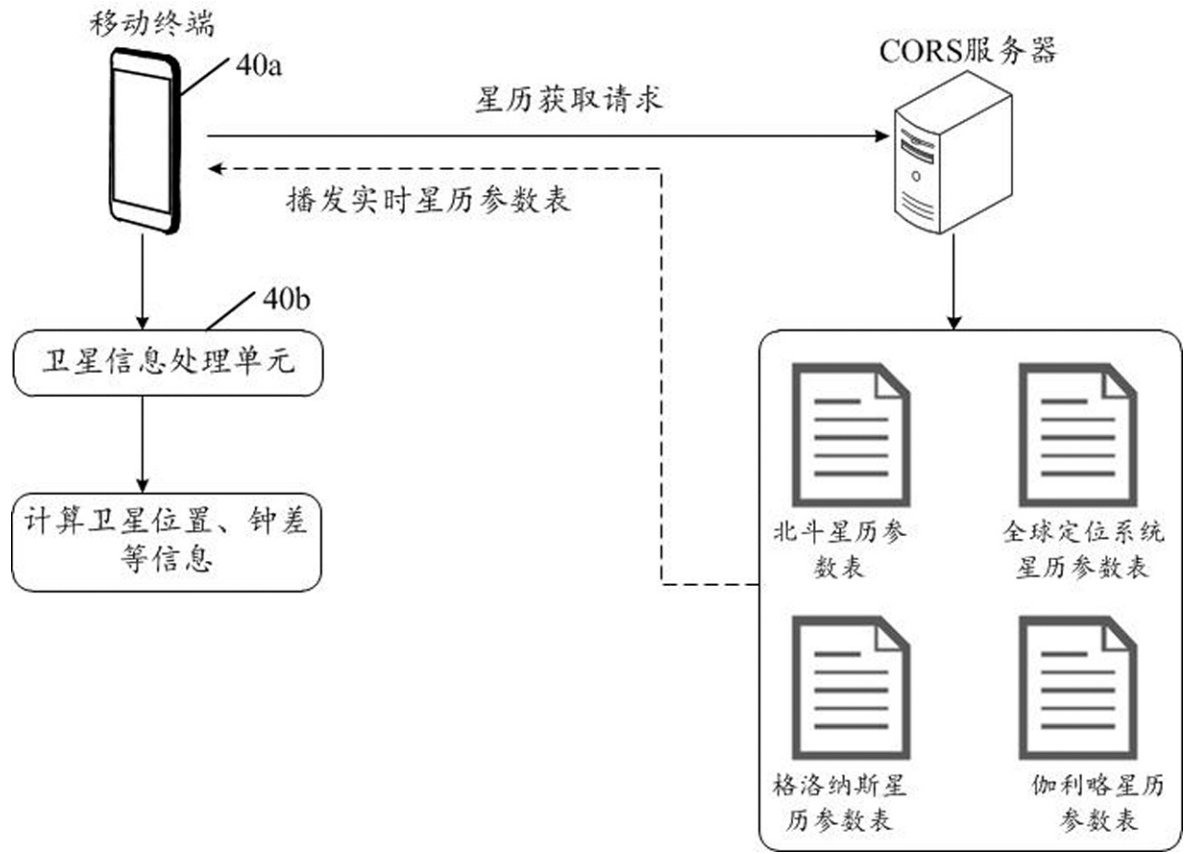 移动终端
40a
CORS服务器
星历获取请求
播发实时星历参数表
40b
卫星信息处理单元
计算卫星位置、钟差
等信息
北斗星历参
数表
全球定位系统
星历参数表
格洛纳斯星
历参数表
伽利略星历
参数表